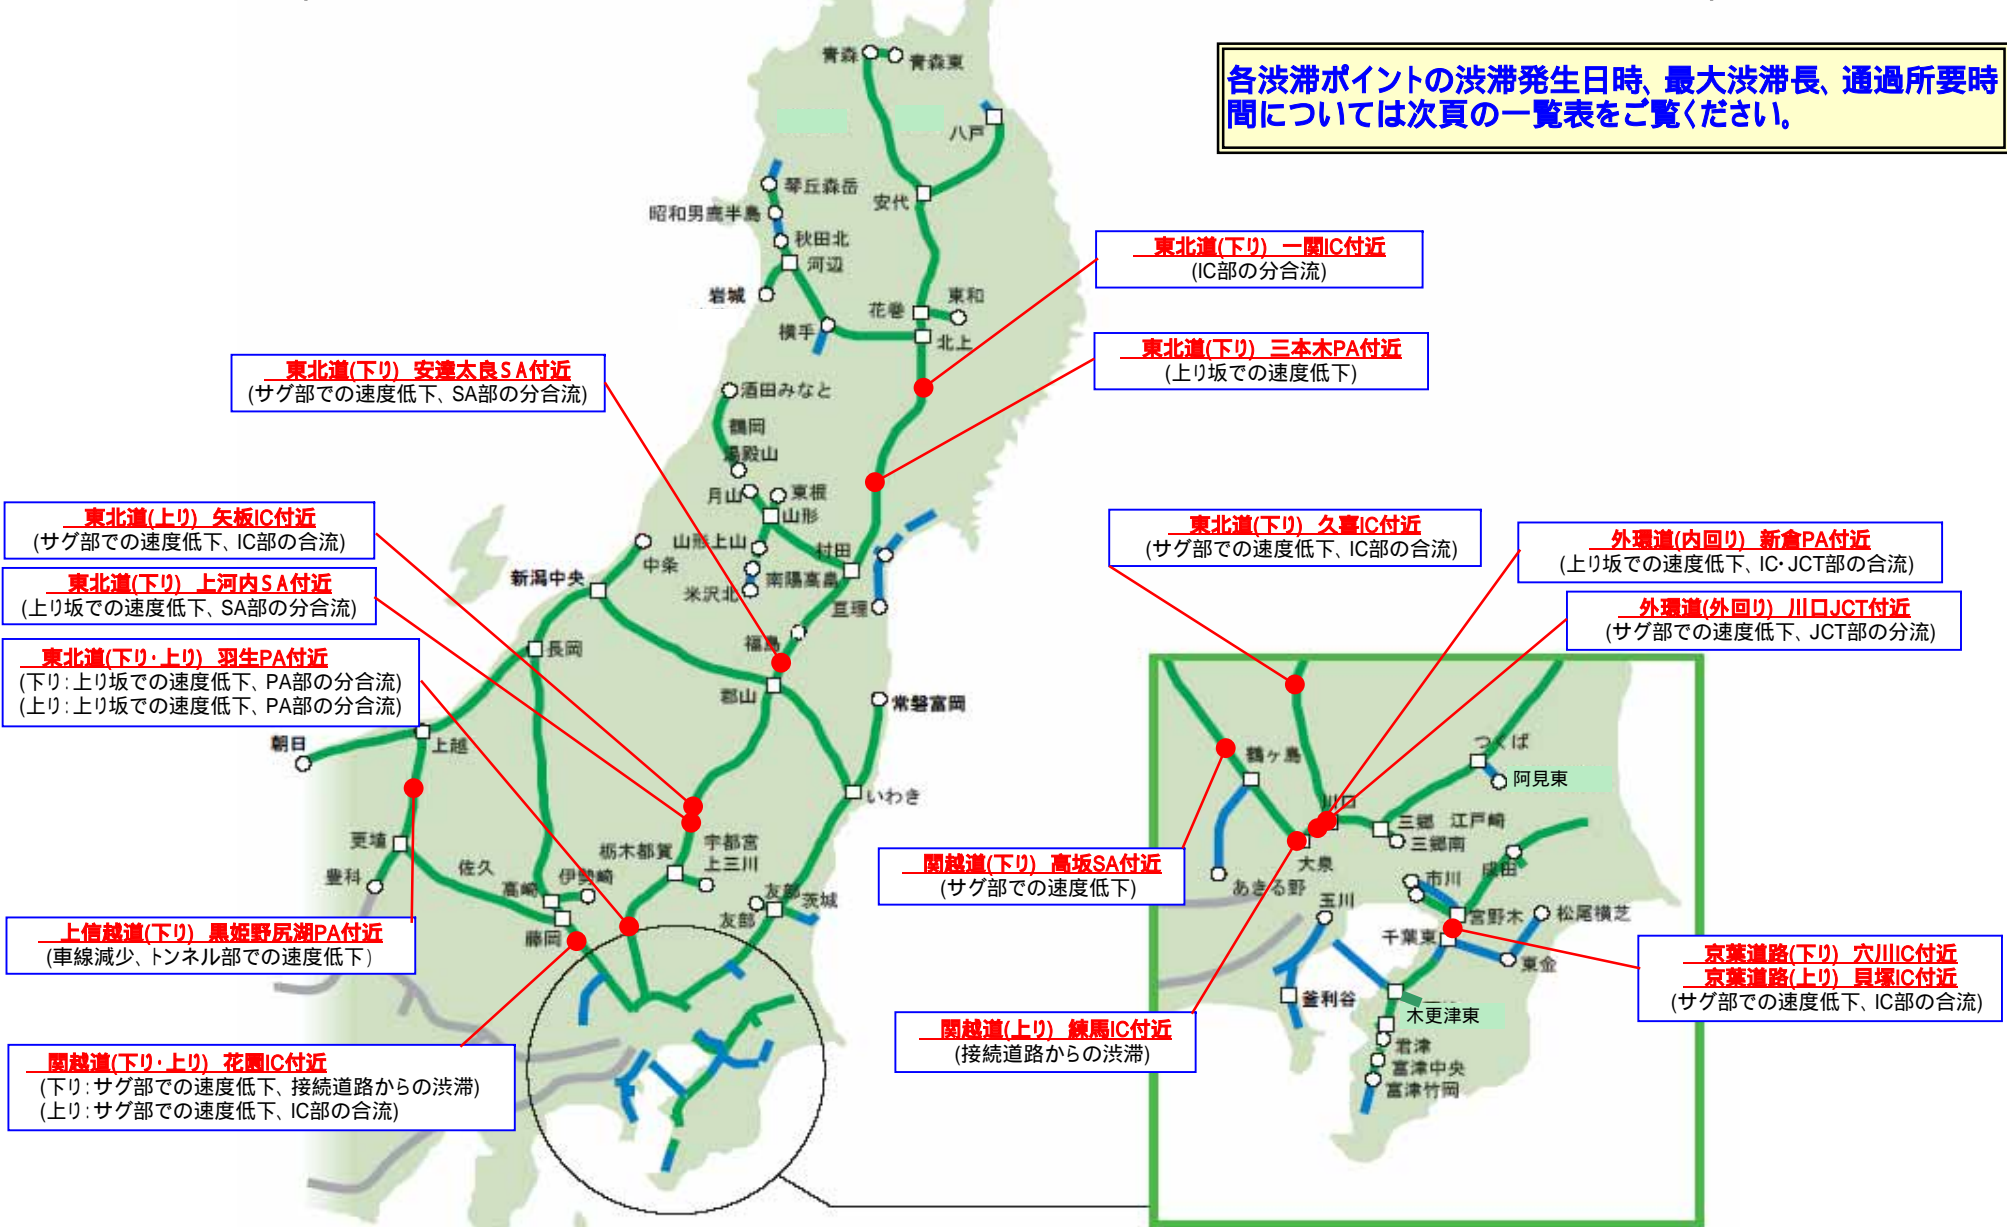 各渋滞ポイントの渋滞発生日時、最大渋滞長、通過所要時
間については次頁の一覧表をご覧ください。
青森
青森東
八戸
琴丘森岳
昭和男鹿半島
秋田北
河辺
岩城
安代
花巻
東和
横手
北上
東北道(下り) 一関IC付近
(IC部の分合流)
東北道(下り) 三本木PA付近
(上り坂での速度低下)
東北道(下り) 安達太良SA付近
(サグ部での速度低下、SA部の分合流)
酒田みなと
鶴岡
湯殿山
月山
東根
山形
山形上山
村田
中条
南陽高畠
米沢北
亘理
新潟中央
福島
長岡
郡山
常磐富岡
朝日
上越
いわき
東北道(上り) 矢板IC付近
(サグ部での速度低下、IC部の合流)
東北道(下り) 上河内SA付近
(上り坂での速度低下、SA部の分合流)
東北道(下り・上り) 羽生PA付近
(下り:上り坂での速度低下、PA部の分合流)
(上り:上り坂での速度低下、PA部の分合流)
更埴
豊科
佐久
高崎
伊勢崎
藤岡
栃木都賀
宇都宮
上三川
友部
茨城
友部
上信越道(下り) 黒姫野尻湖PA付近
(車線減少、トンネル部での速度低下)
関越道(下り・上り) 花園IC付近
(下り:サグ部での速度低下、接続道路からの渋滞)
(上り:サグ部での速度低下、IC部の合流)
東北道(下り) 久喜IC付近
(サグ部での速度低下、IC部の合流)
外環道(内回り) 新倉PA付近
(上り坂での速度低下、IC・JCT部の合流)
外環道(外回り) 川口JCT付近
(サグ部での速度低下、JCT部の分流)
関越道(下り) 高坂SA付近
(サグ部での速度低下)
関越道(上り) 練馬IC付近
(接続道路からの渋滞)
京葉道路(下り) 穴川IC付近
京葉道路(上り) 貝塚IC付近
(サグ部での速度低下、IC部の合流)
鶴ヶ島
つくば
阿見東
川口
三郷
江戸崎
三郷南
大泉
成田
あきる野
市川
玉川
宮野木
松尾横芝
千葉東
東金
釜利谷
木更津東
君津
富津中央
富津竹岡